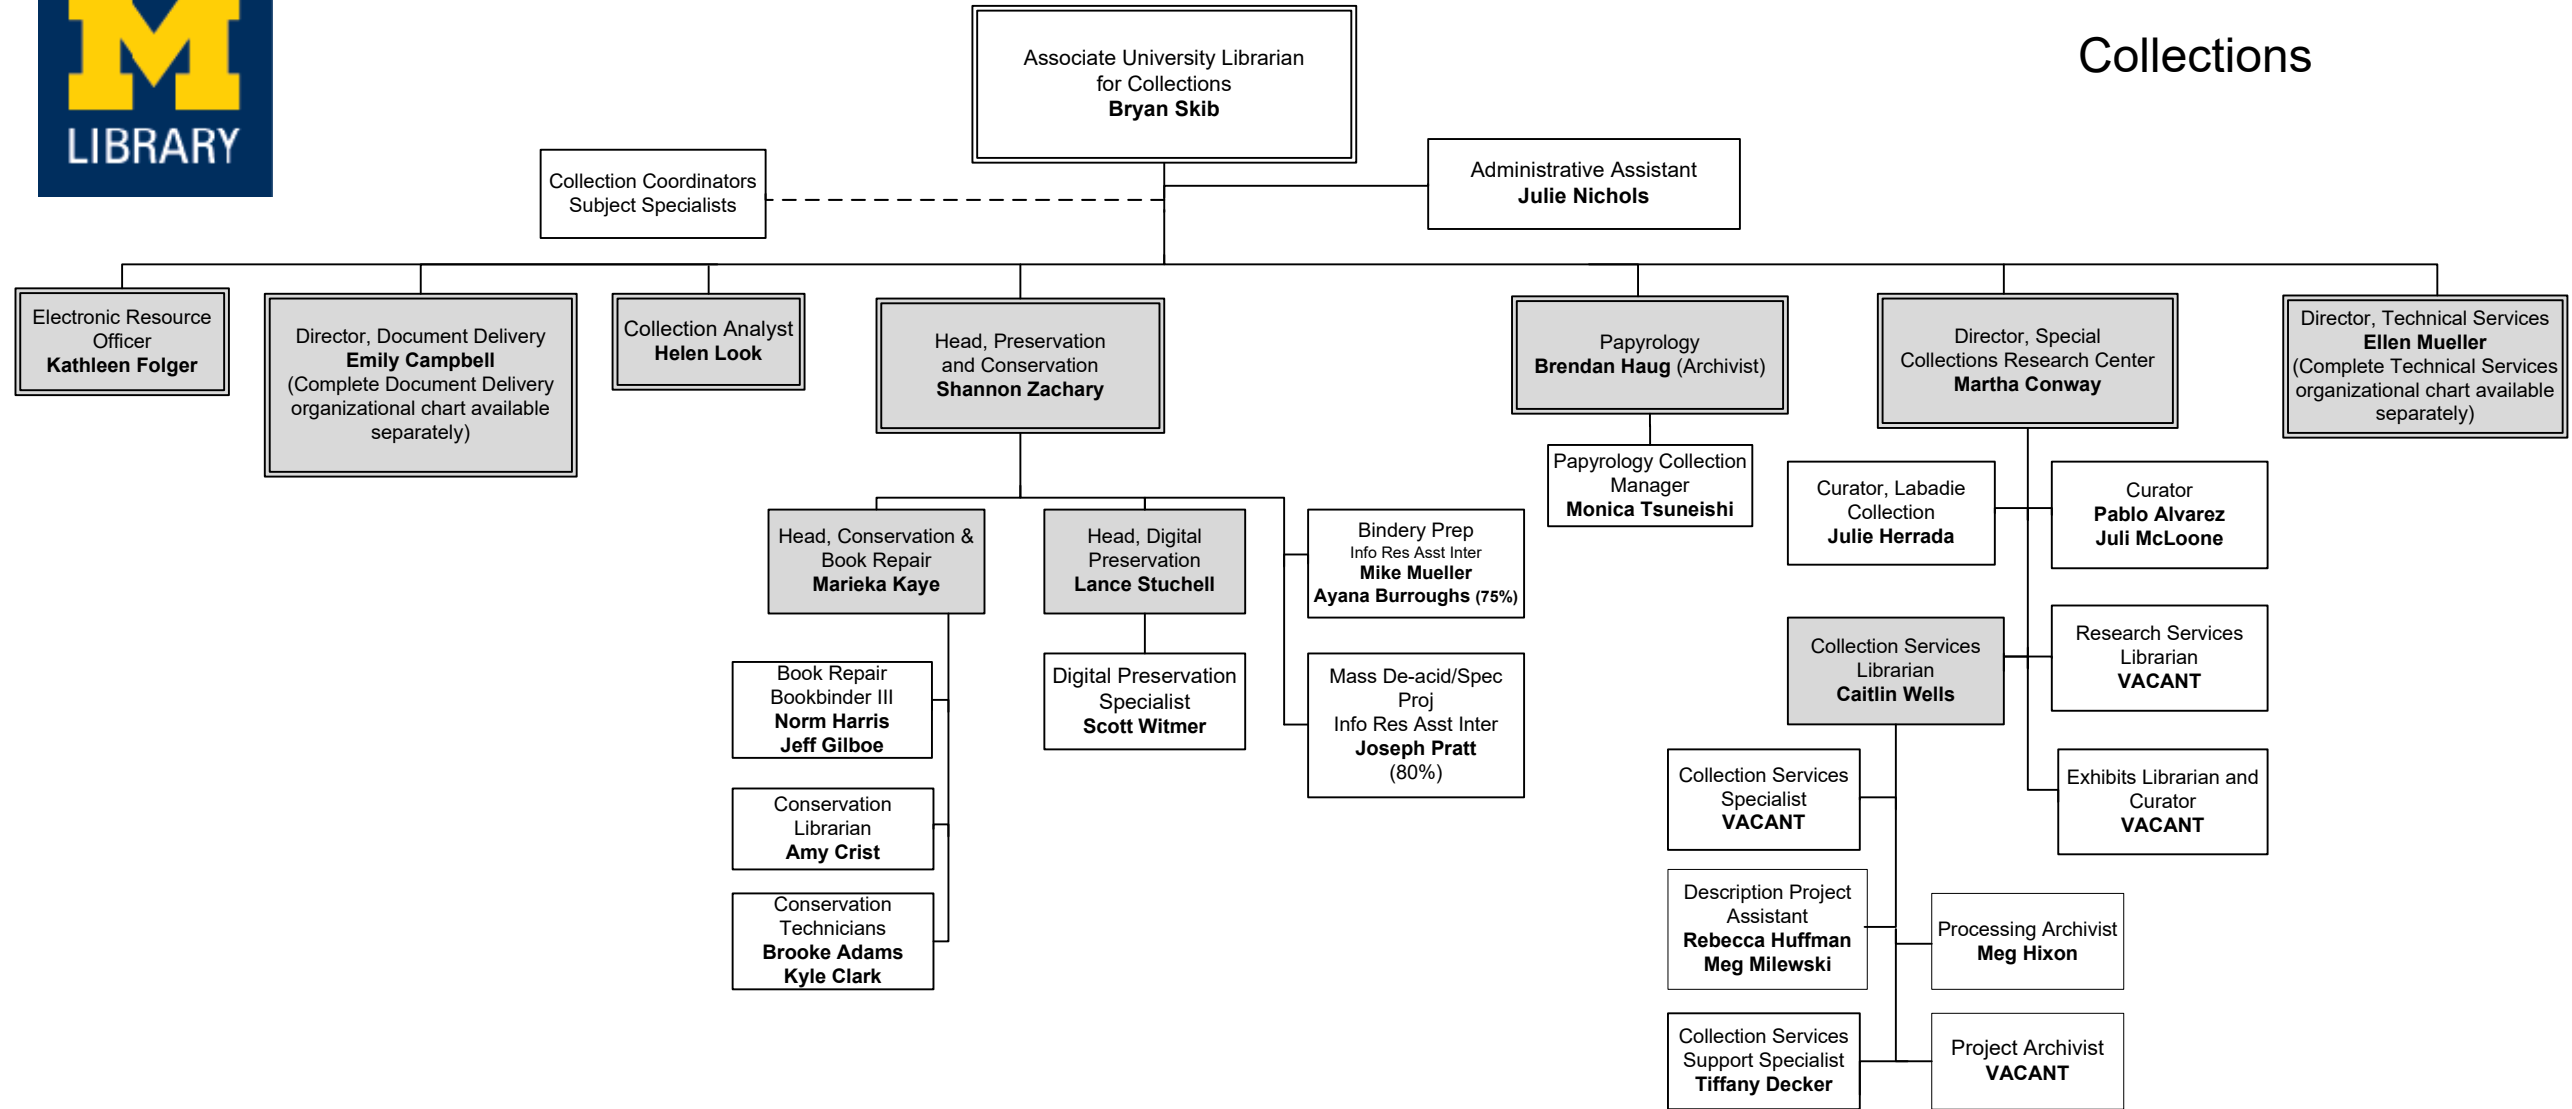 M
LIBRARY
Collections
Associate University Librarian
for Collections
Bryan Skib
Collection Coordinators
Subject Specialists
Administrative Assistant
Julie Nichols
Electronic Resource
Officer
Kathleen Folger
Director, Document Delivery
Emily Campbell
(Complete Document Delivery
organizational chart available
separately)
Collection Analyst
Helen Look
Head, Preservation
and Conservation
Shannon Zachary
Papyrology
Brendan Haug (Archivist)
Director, Special
Collections Research Center
Martha Conway
Director, Technical Services
Ellen Mueller
(Complete Technical Services
organizational chart available
separately)
Head, Conservation &
Book Repair
Marieka Kaye
Book Repair
Bookbinder III
Norm Harris
Jeff Gilboe
Conservation
Librarian
Amy Crist
Conservation
Technicians
Brooke Adams
Kyle Clark
Head, Digital
Preservation
Lance Stuchell
Digital Preservation
Specialist
Scott Witmer
Bindery Prep
Info Res Asst Inter
Mike Mueller
Ayana Burroughs (75%)
Mass De-acid/Spec
Proj
Info Res Asst Inter
Joseph Pratt
(80%)
Papyrology Collection
Manager
Monica Tsuneishi
Curator, Labadie
Collection
Julie Herrada
Curator
Pablo Alvarez
Juli McLoone
Collection Services
Librarian
Caitlin Wells
Research Services
Librarian
VACANT
Exhibits Librarian and
Curator
VACANT
Collection Services
Specialist
VACANT
Description Project
Assistant
Rebecca Huffman
Meg Milewski
Processing Archivist
Meg Hixon
Collection Services
Support Specialist
Tiffany Decker
Project Archivist
VACANT